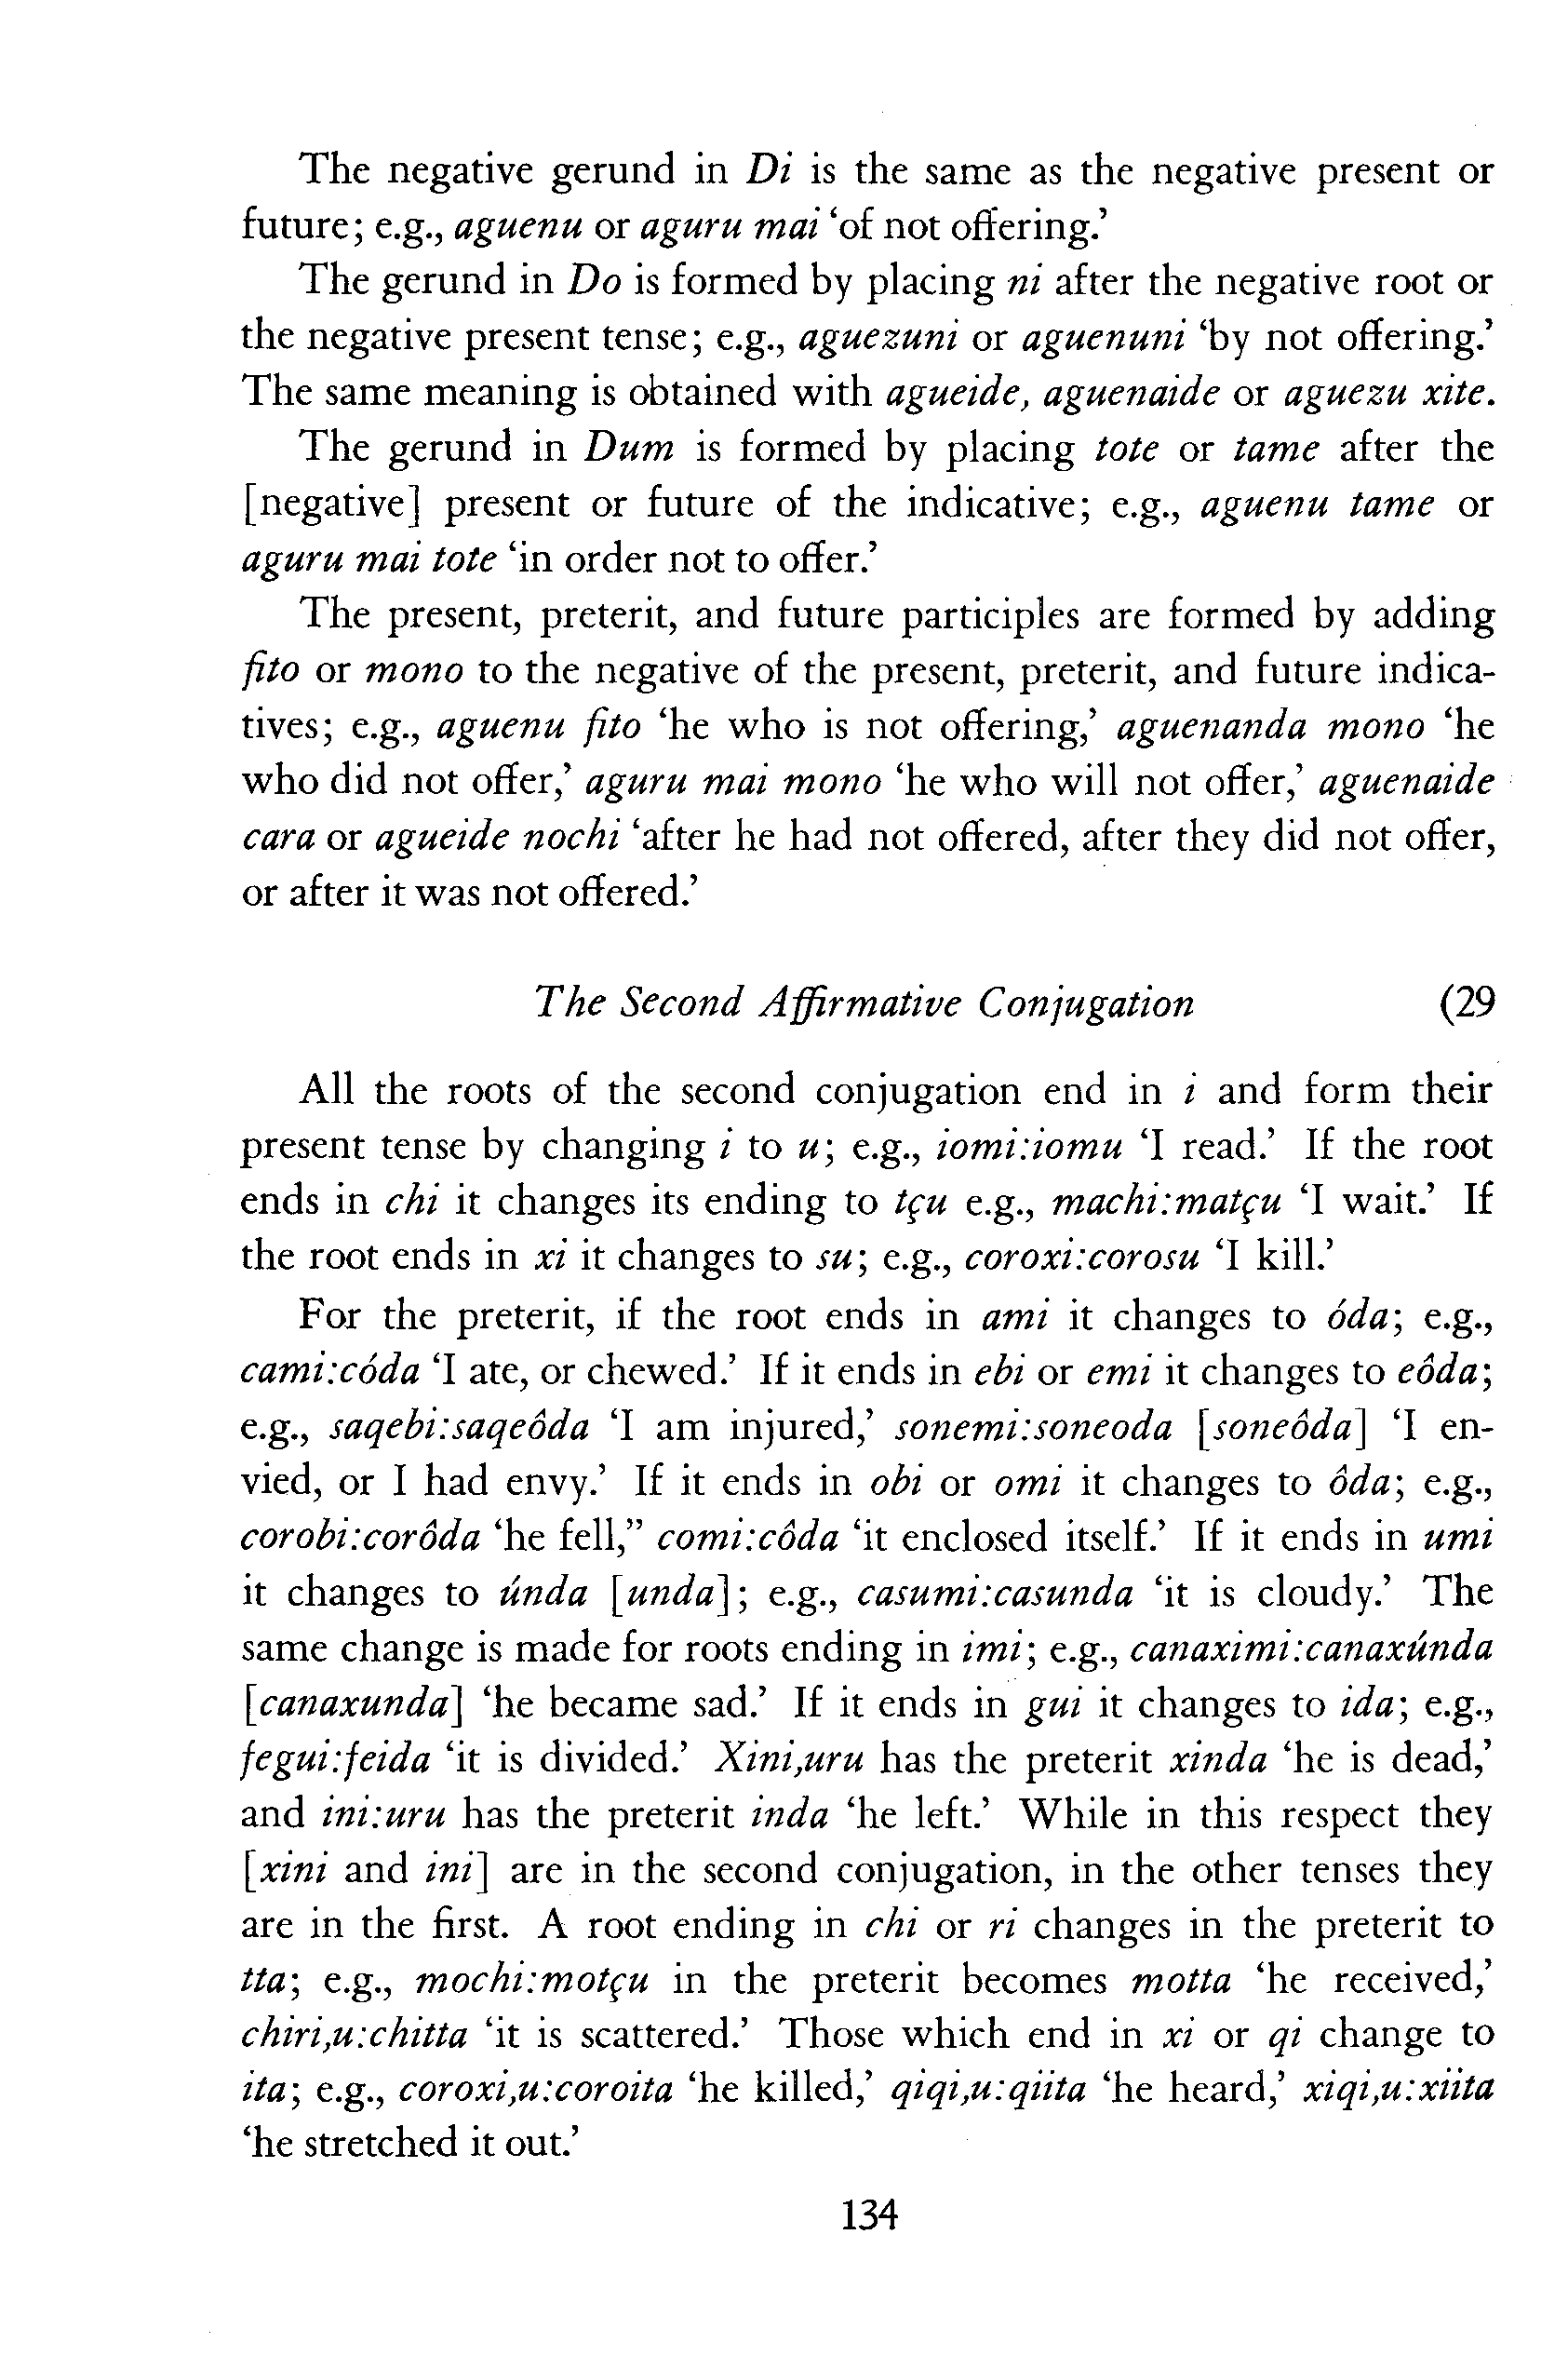 The negative gerund in Di is the same as the negative present or
future; e.g., aguenu or aguru mai ‘of not offering.’
The gerund in Do is formed by placing ni after the negative root or
the negative present tense; e.g., aguezuni or aguenuni ‘by not offering.’
The same meaning is obtained with agueide, aguenaide or aguezu xite.
The gerund in Dum is formed by placing tote or tame after the
[negative] present or future of the indicative; e.g., aguenu tame or
aguru mai tote ‘in order not to offer.’
The present, preterit, and future participles are formed by adding
fito or mono to the negative of the present, preterit, and future indica-
tives; e.g., aguenu fito ‘he who is not offering,’ aguenanda mono ‘he
who did not offer,’ aguru mai mono ‘he who will not offer,’ aguenaide
cara or agueide nochi ‘after he had not offered, after they did not offer,
or after it was not offered.’
The Second Affirmative Conjugation (29
All the roots of the second conjugation end in i and form their
present tense by changing i to u; e.g., iomi:iomu ‘I read.’ If the root
ends in chi it changes its ending to tçu e.g., machi:matçu ‘I wait.’ If
the root ends in xi it changes to su; e.g., coroxi:corosu ‘I kill.’
For the preterit, if the root ends in ami it changes to óda; e.g.,
cami:códa ‘I ate, or chewed.’ If it ends in ebi or emi it changes to eôda;
e.g., saqebi:saqeôda ‘I am injured,’ sonemi:soneoda [soneôda] ‘I en-
vied, or I had envy.’ If it ends in obi or omi it changes to ôda; e.g.,
corobi:corôda ‘he fell,” comi:côda ‘it enclosed itself.’ If it ends in umi
it changes to únda [unda]; e.g., casumi:casunda ‘it is cloudy.’ The
same change is made for roots ending in imi; e.g., canaximi:canaxúnda
[canaxunda] ‘he became sad.’ If it ends in gui it changes to ida; e.g.,
fegui:feida ‘it is divided.’ Xini,uru has the preterit xinda ‘he is dead,’
and ini:uru has the preterit inda ‘he left.’ While in this respect they
[xini and ini] are in the second conjugation, in the other tenses they
are in the first. A root ending in chi or ri changes in the preterit to
tta; e.g., mochi:motçu in the preterit becomes motta ‘he received,’
chiri,u:chitta ‘it is scattered.’ Those which end in xi or qi change to
ita; e.g., coroxi,u:coroita ‘he killed,’ qiqi,u:qiita ‘he heard,’ xiqi,u:xiita
‘he stretched it out.’
134